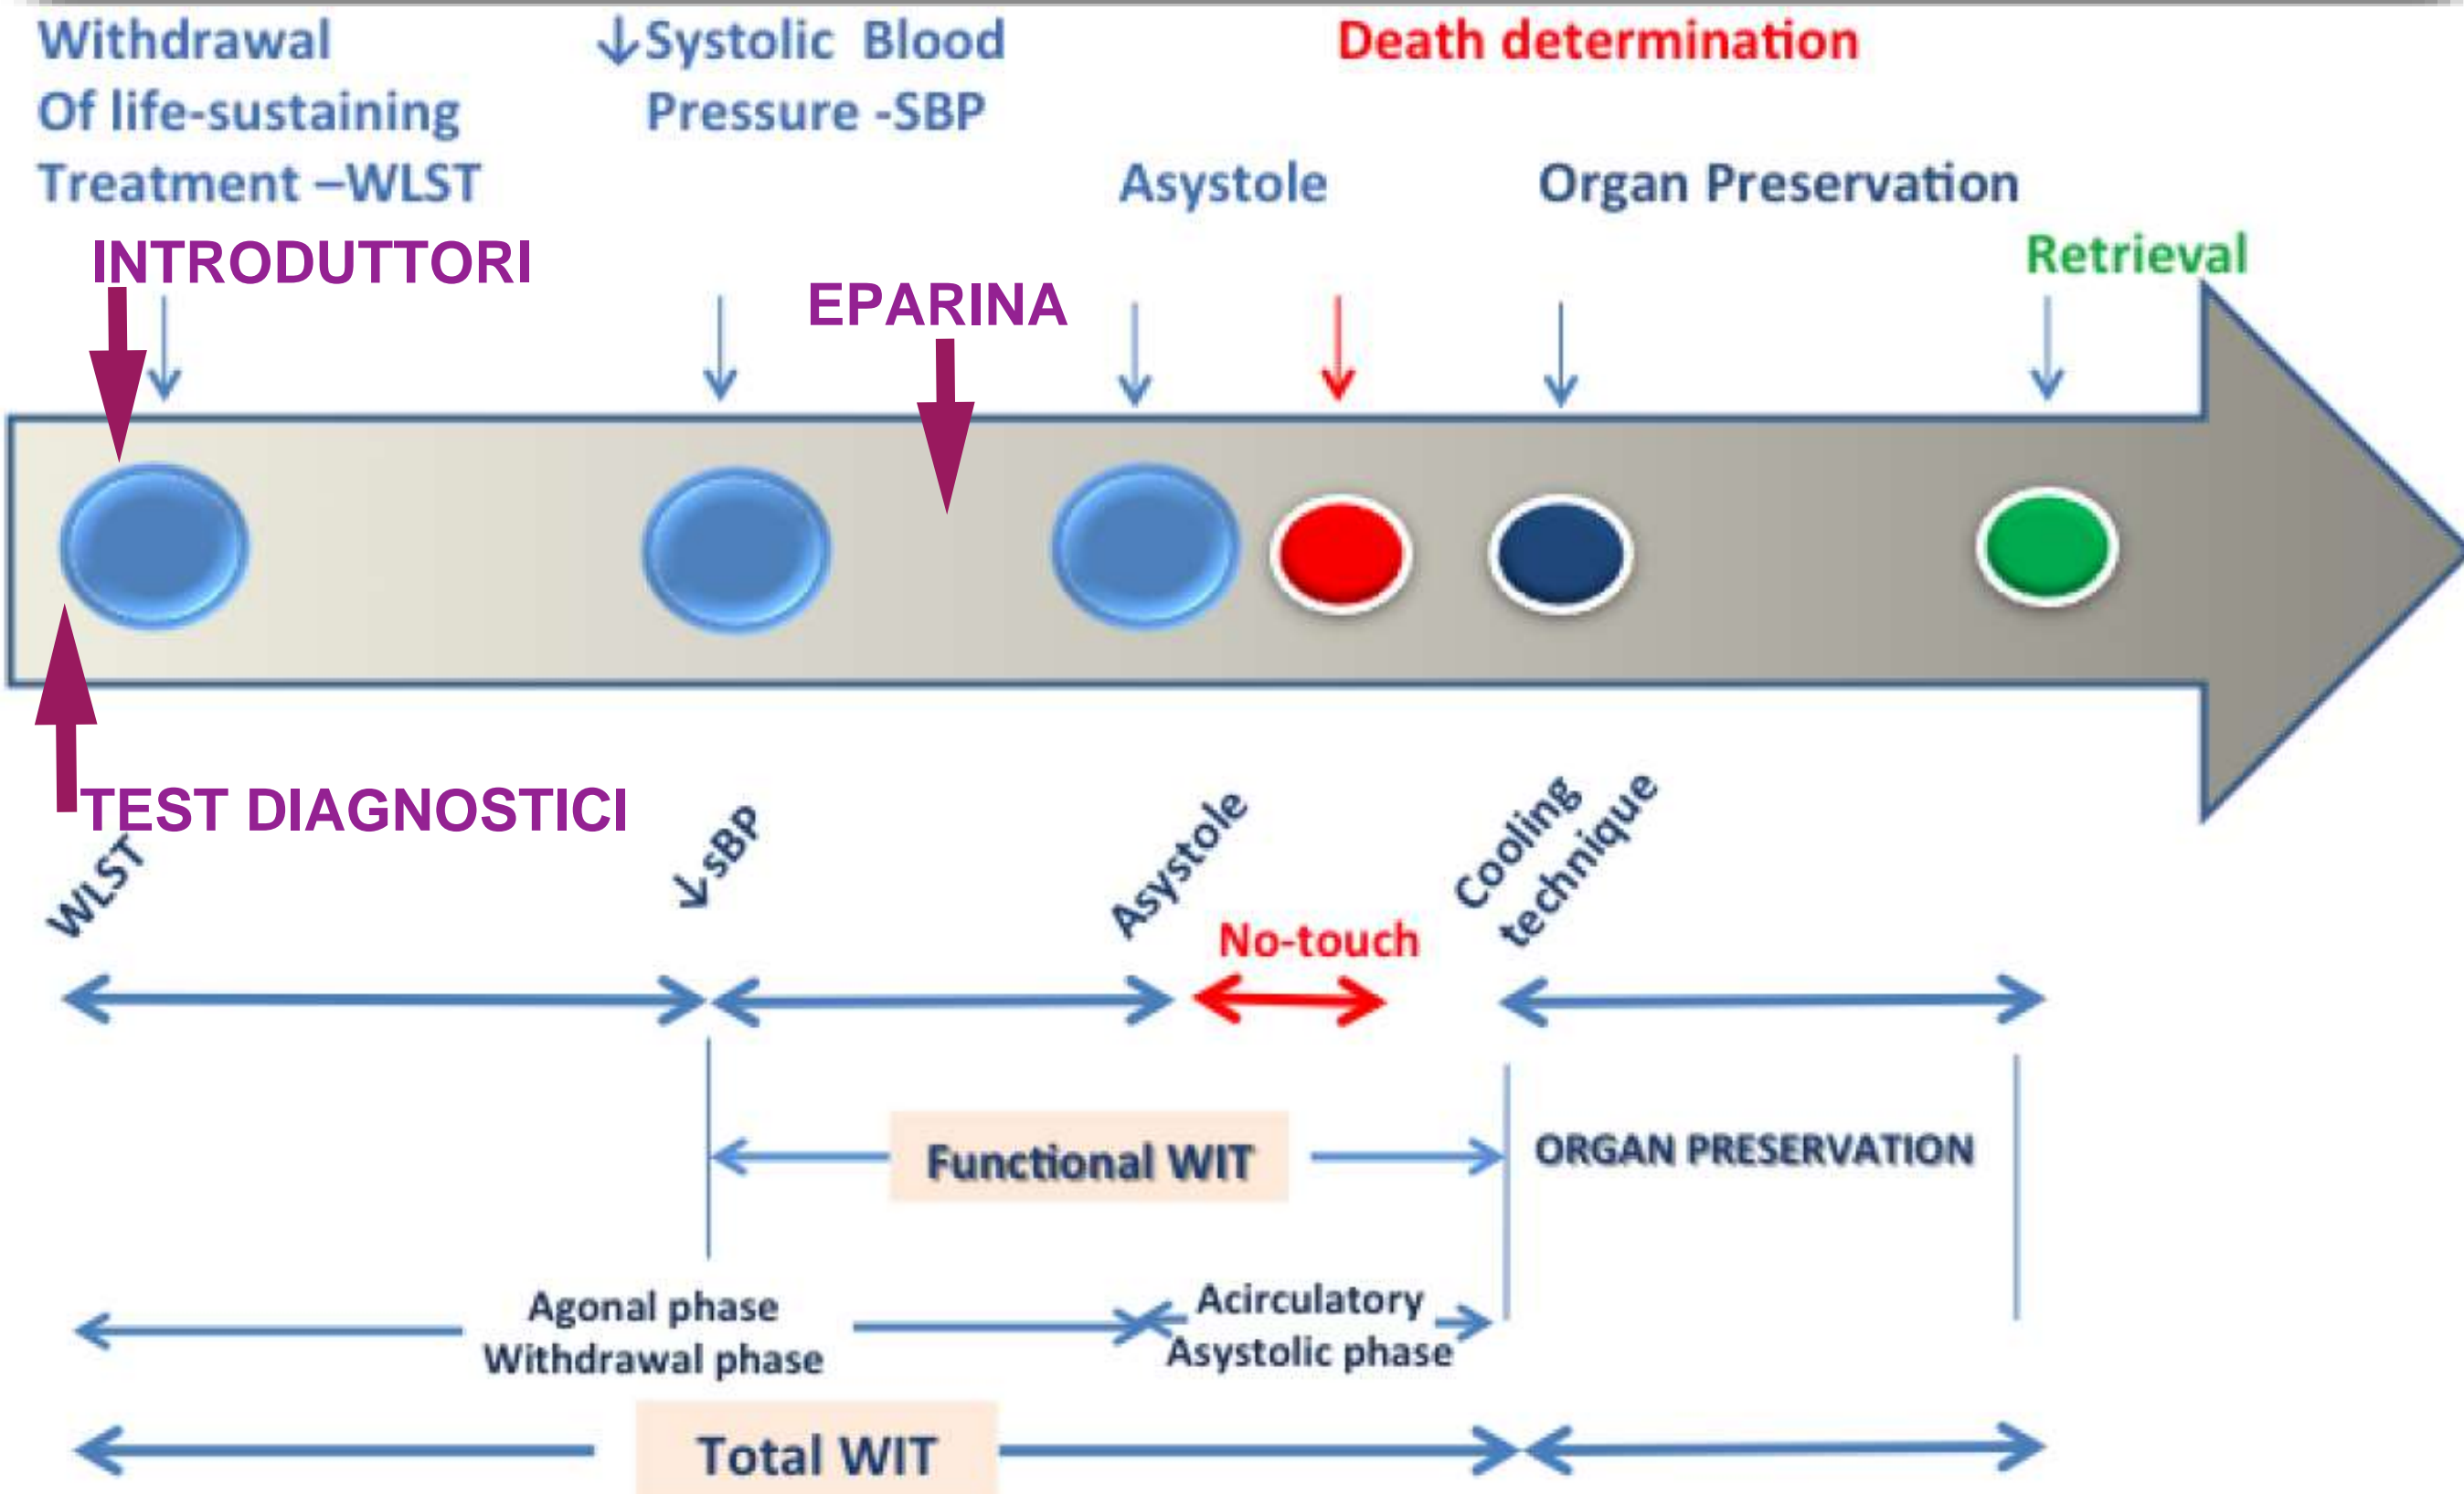 Withdrawal
Of life-sustaining
Treatment –WLST
↓Systolic Blood
Pressure -SBP
Death determination
Asystole
Organ Preservation
Retrieval
INTRODUTTORI
EPARINA
TEST DIAGNOSTICI
WLST
↓sBP
Asystole
Cooling
technique
No-touch
Functional WIT
ORGAN PRESERVATION
Agonal phase
Withdrawal phase
Acirculatory
Asystolic phase
Total WIT